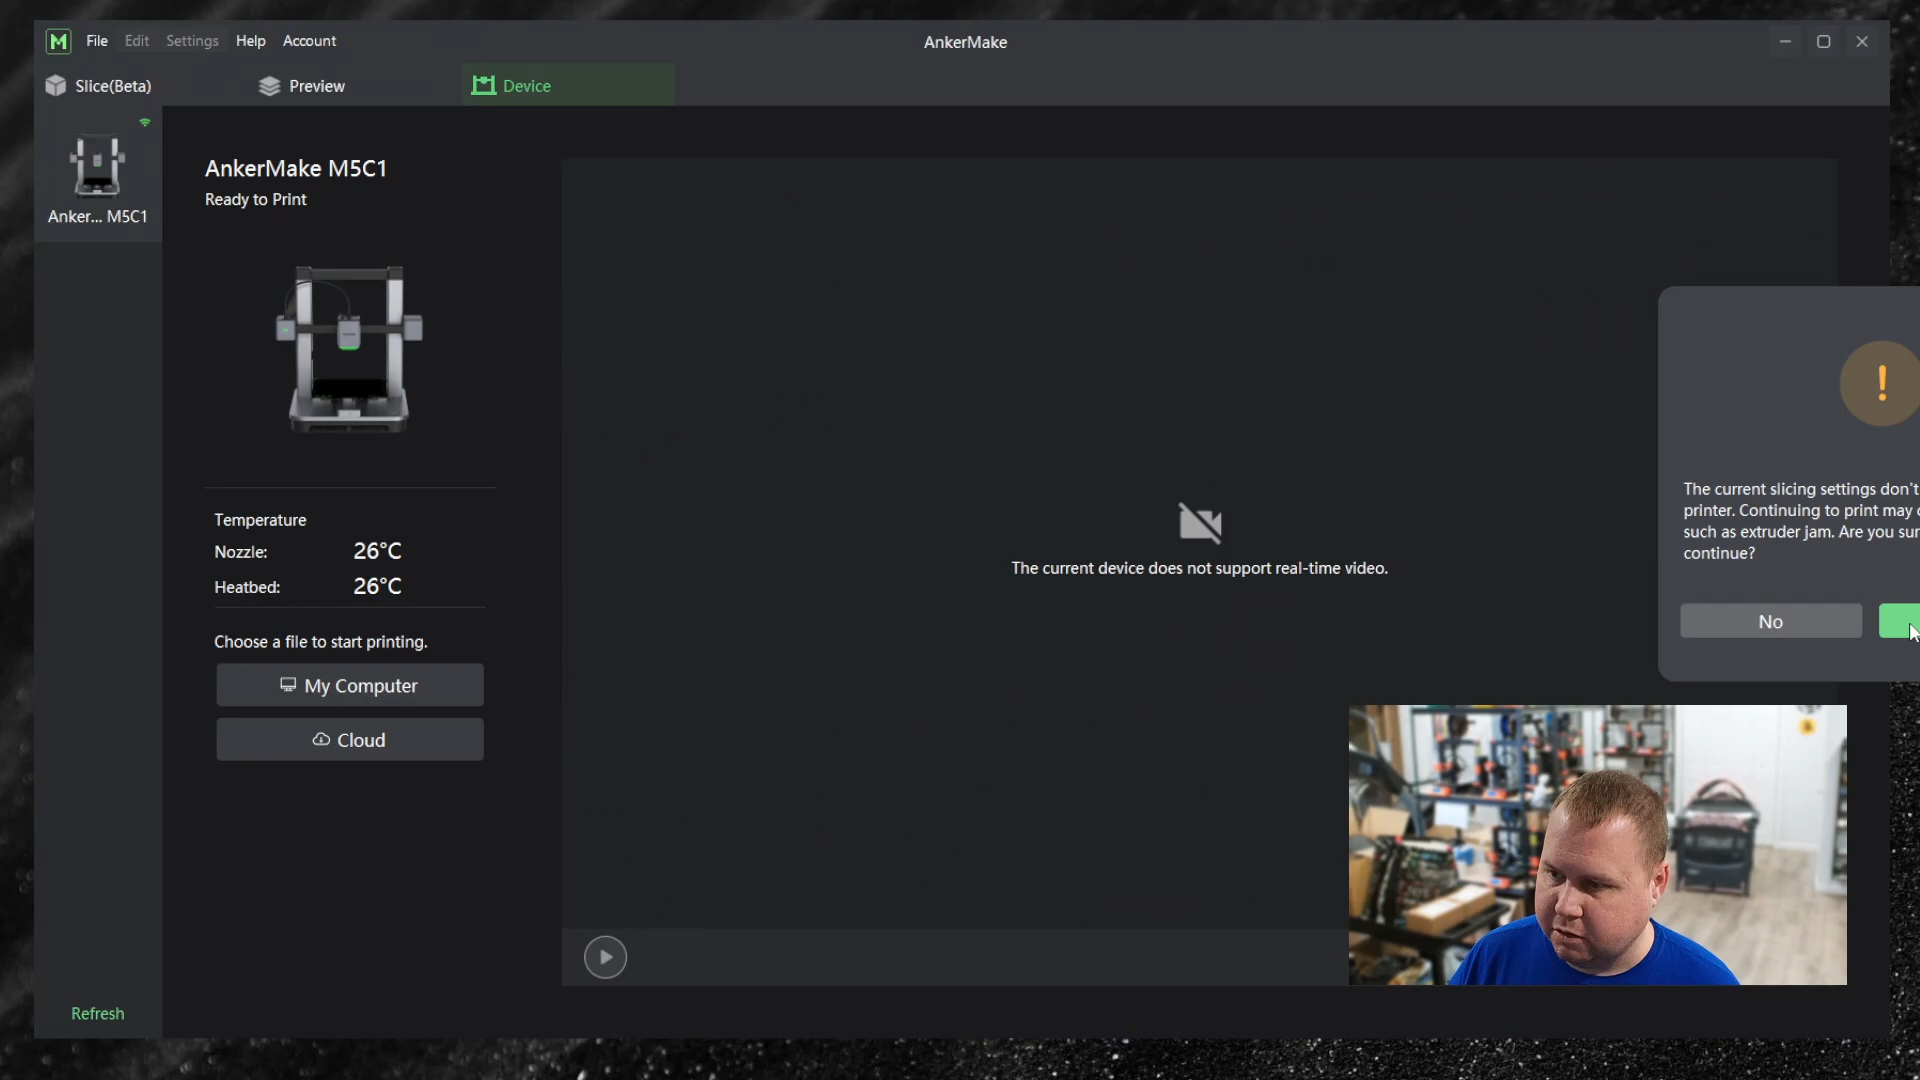 M File Edit Settings Help Account
AnkerMake
Slice(Beta)
Preview
Device
Anker... M5C1
AnkerMake M5C1
Ready to Print
Temperature
Nozzle: 26°C
Heatbed: 26°C
Choose a file to start printing.
My Computer
Cloud
The current device does not support real-time video.
!
The current slicing settings don't
printer. Continuing to print may
such as extruder jam. Are you
continue?
No
Refresh